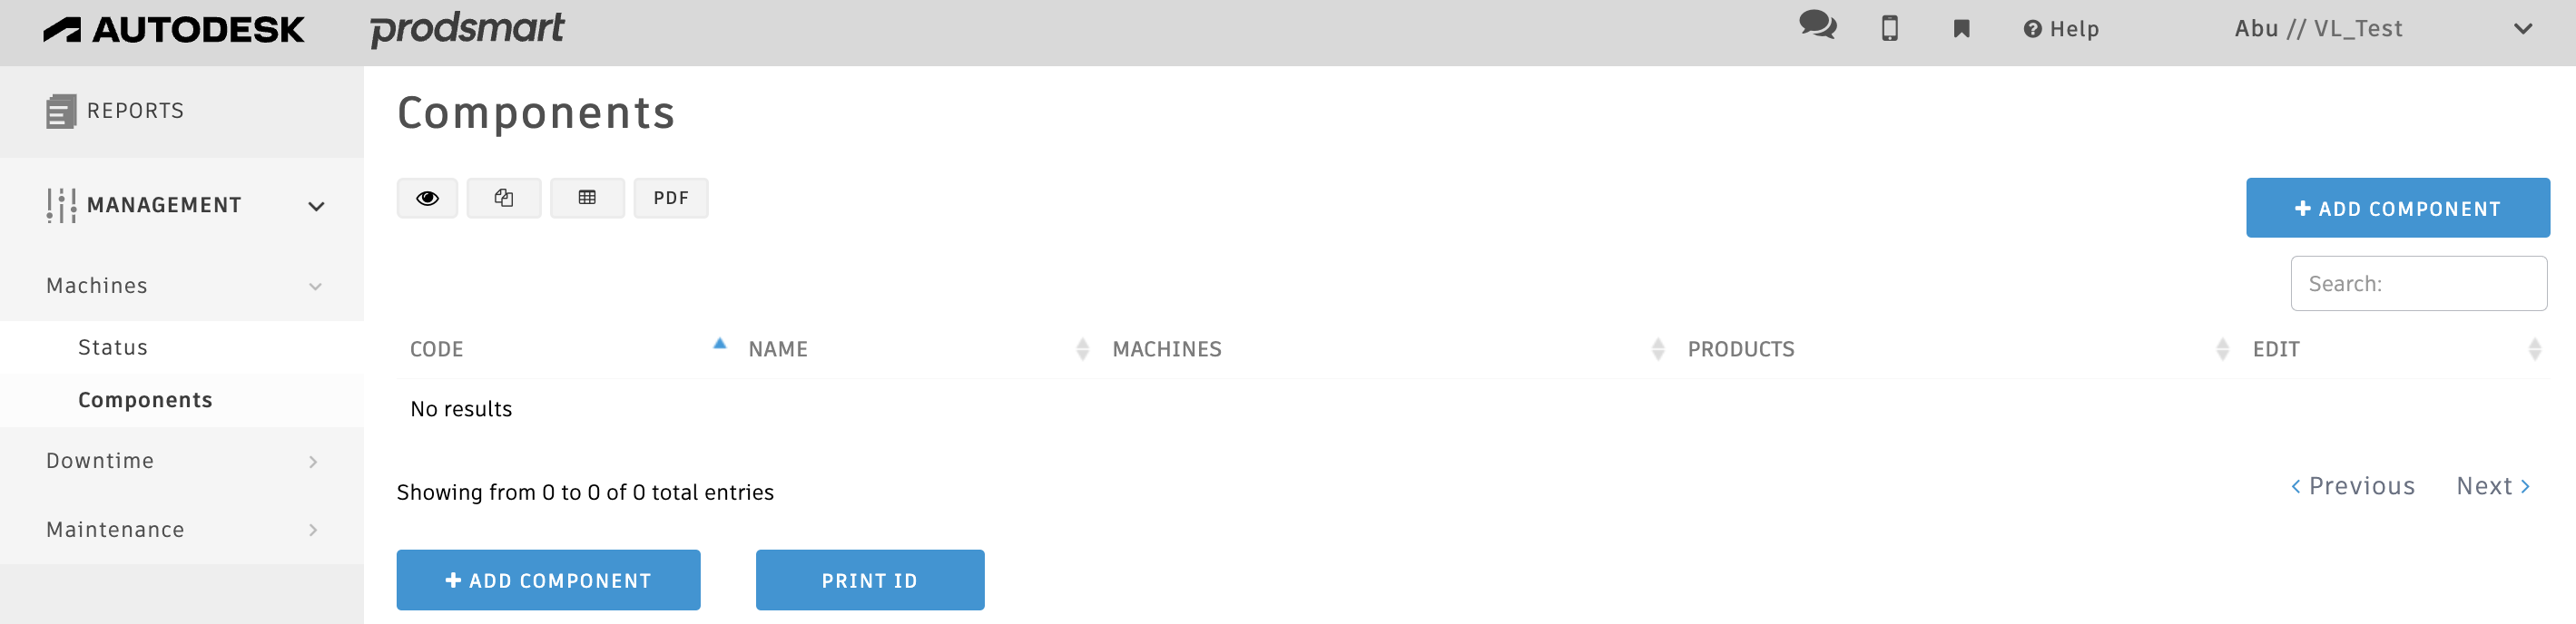 AUTODESK prodsmart Help Abu // VL_Test
REPORTS
MANAGEMENT
Machines
Status
Components
Downtime
Maintenance
Components
PDF
+ ADD COMPONENT
Search:
CODE NAME MACHINES PRODUCTS EDIT
No results
Showing from 0 to 0 of 0 total entries
< Previous Next >
+ ADD COMPONENT PRINT ID